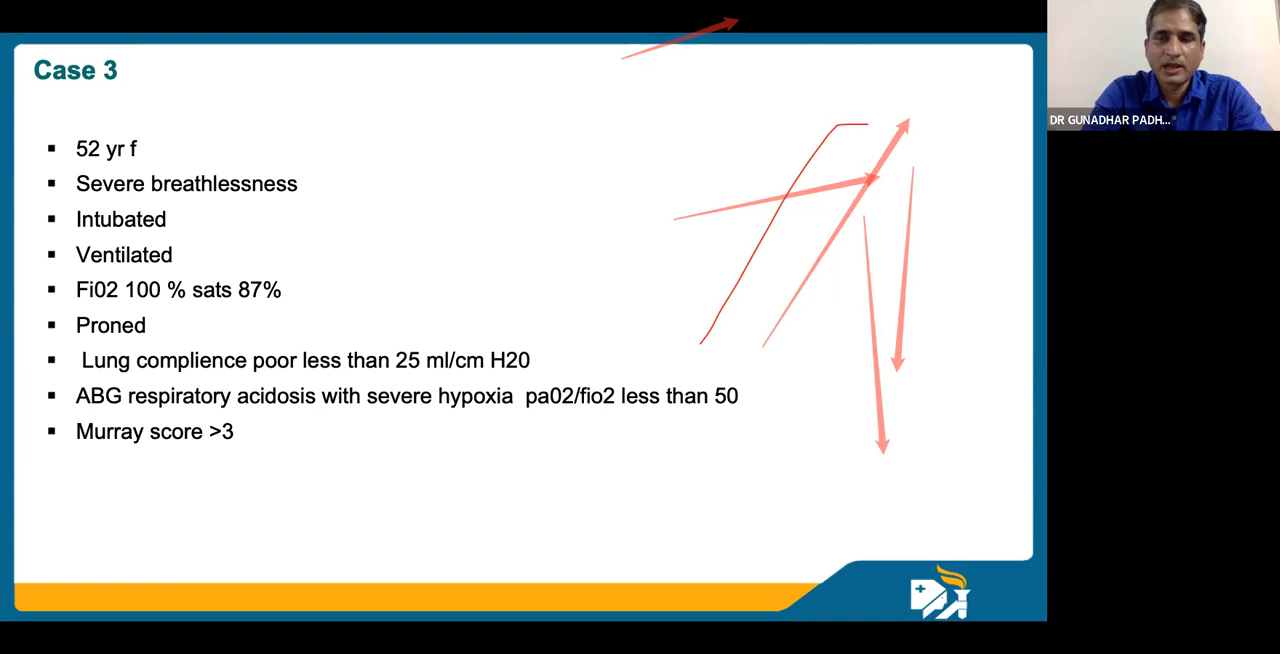 Case 3
▪ 52 yr f
▪ Severe breathlessness
▪ Intubated
▪ Ventilated
▪ Fi02 100 % sats 87%
▪ Proned
▪ Lung complience poor less than 25 ml/cm H20
▪ ABG respiratory acidosis with severe hypoxia pa02/fio2 less than 50
▪ Murray score >3
DR GUNADHAR PADH...